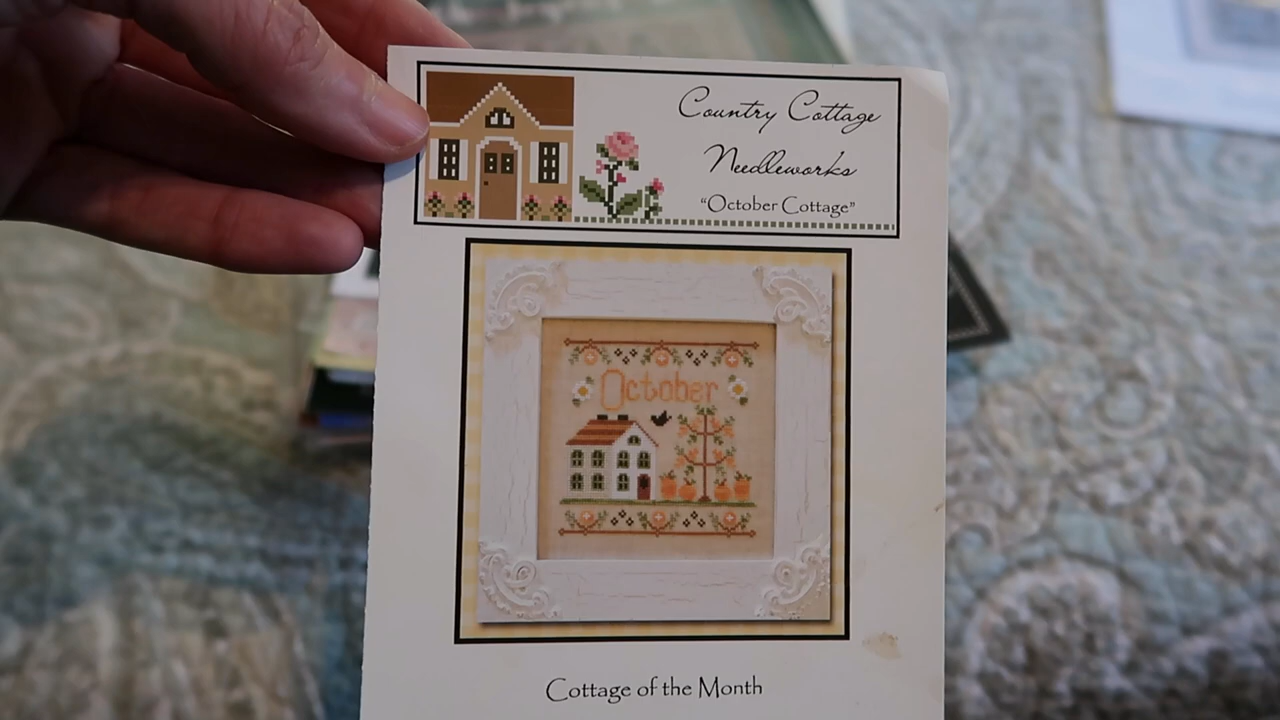 Country Cottage
Needleworks
"October Cottage"
October
Cottage of the Month